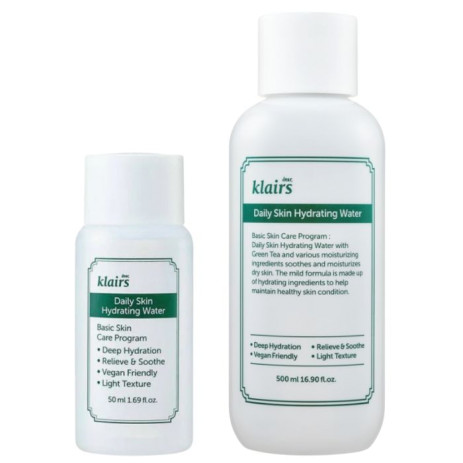 dear,
klairs
Daily Skin
Hydrating Water
Basic Skin
Care Program
• Deep Hydration
• Relieve & Soothe
• Vegan Friendly
• Light Texture
50 ml 1.69 fl.oz.
dear,
klairs
Daily Skin Hydrating Water
Basic Skin Care Program :
Daily Skin Hydrating Water with
Green Tea and various moisturizing
ingredients soothes and moisturizes
dry skin. The mild formula is made up
of hydrating ingredients to help
maintain healthy skin condition.
• Deep Hydration • Relieve & Soothe
• Vegan Friendly • Light Texture
500 ml 16.90 fl.oz.